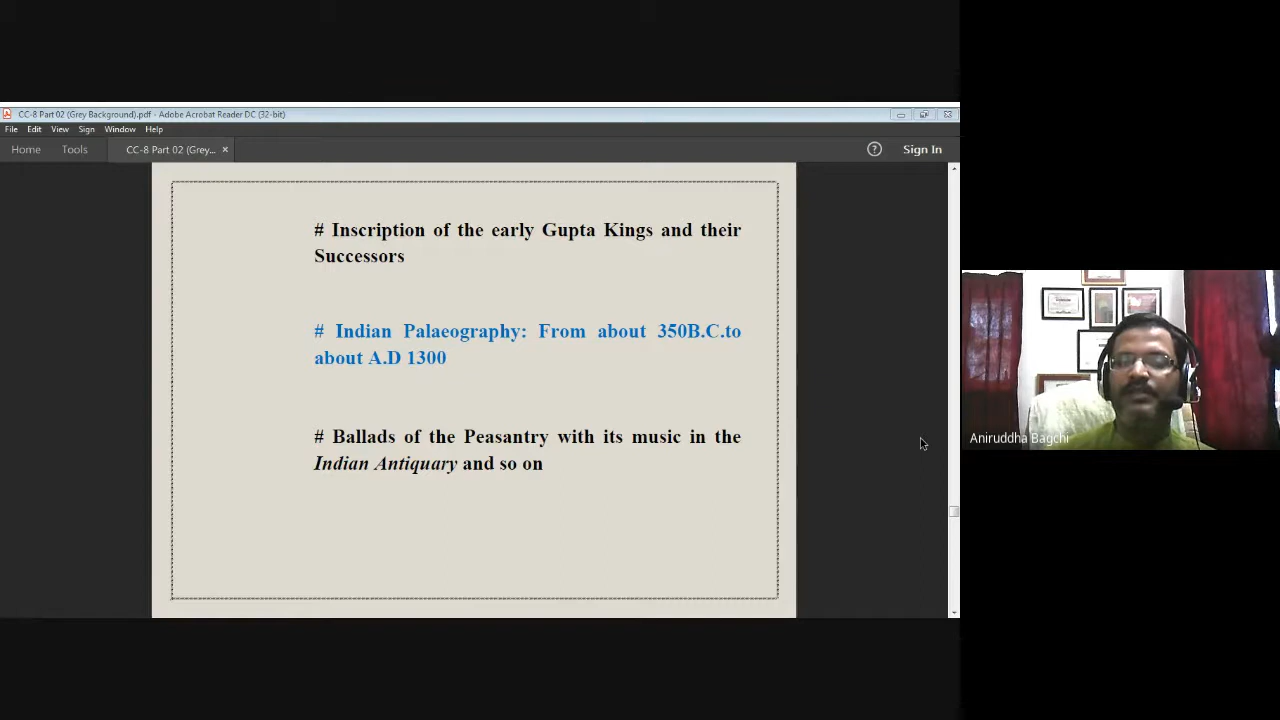 CC-8 Part 02 (Grey Background).pdf - Adobe Acrobat Reader DC (32-bit)
File Edit View Sign Window Help
Home Tools CC-8 Part 02 (Grey... × Sign In
# Inscription of the early Gupta Kings and their
Successors
# Indian Palaeography: From about 350B.C.to
about A.D 1300
# Ballads of the Peasantry with its music in the
Indian Antiquary and so on
Aniruddha Bagchi